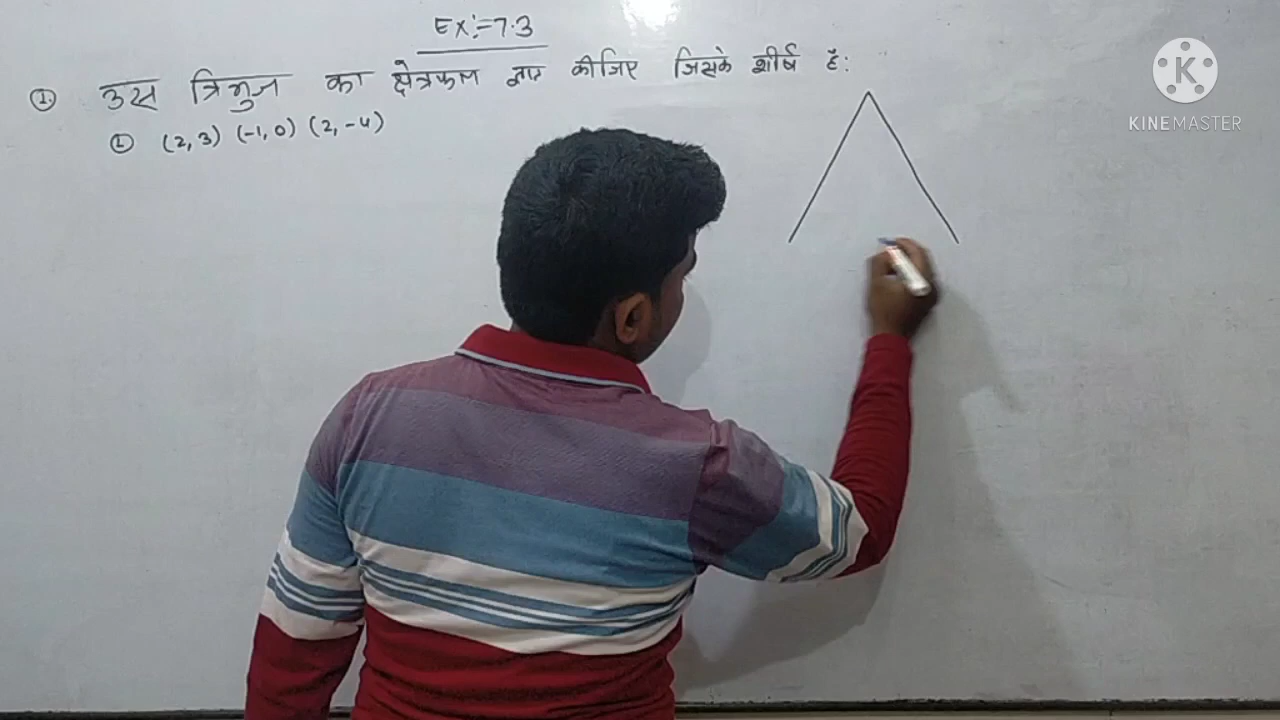 Ex:-7.3
①. उस त्रिभुज का क्षेत्रफल ज्ञात कीजिए जिसके शीर्ष हैं:
① (2,3) (-1,0) (2,-4)
K
KINEMASTER